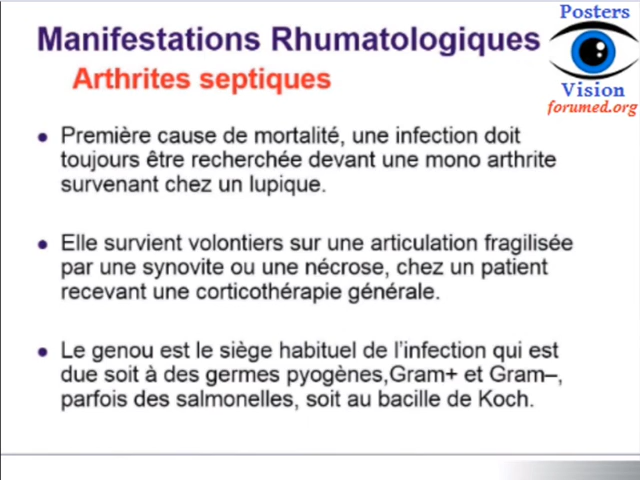 Posters
Manifestations Rhumatologiques
Arthrites septiques
Vision
forumed.org
• Première cause de mortalité, une infection doit
toujours être recherchée devant une mono arthrite
survenant chez un lupique.
• Elle survient volontiers sur une articulation fragilisée
par une synovite ou une nécrose, chez un patient
recevant une corticothérapie générale.
• Le genou est le siège habituel de l’infection qui est
due soit à des germes pyogènes,Gram+ et Gram–,
parfois des salmonelles, soit au bacille de Koch.